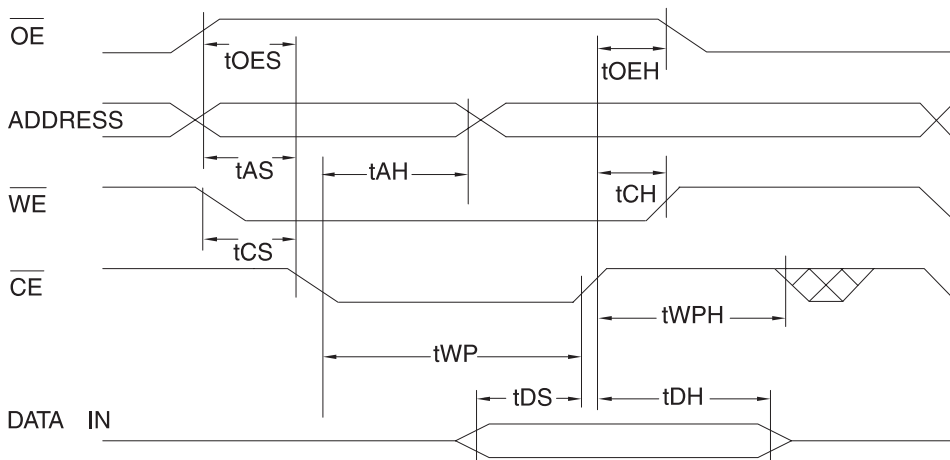 OE
tOES
tOEH
ADDRESS
tAS
tAH
tCH
WE
tCS
CE
tWPH
tWP
tDS
tDH
DATA IN